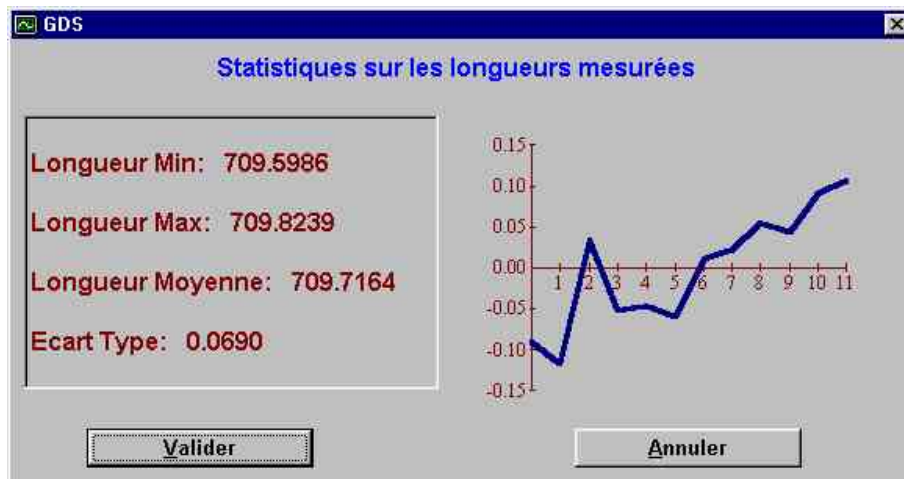 GDS
Statistiques sur les longueurs mesurées
Longueur Min: 709.5986
Longueur Max: 709.8239
Longueur Moyenne: 709.7164
Ecart Type: 0.0690
0.15
0.10
0.05
0.00
1 2 3 4 5 6 7 8 9 10 11
-0.05
-0.10
-0.15
Valider
Annuler